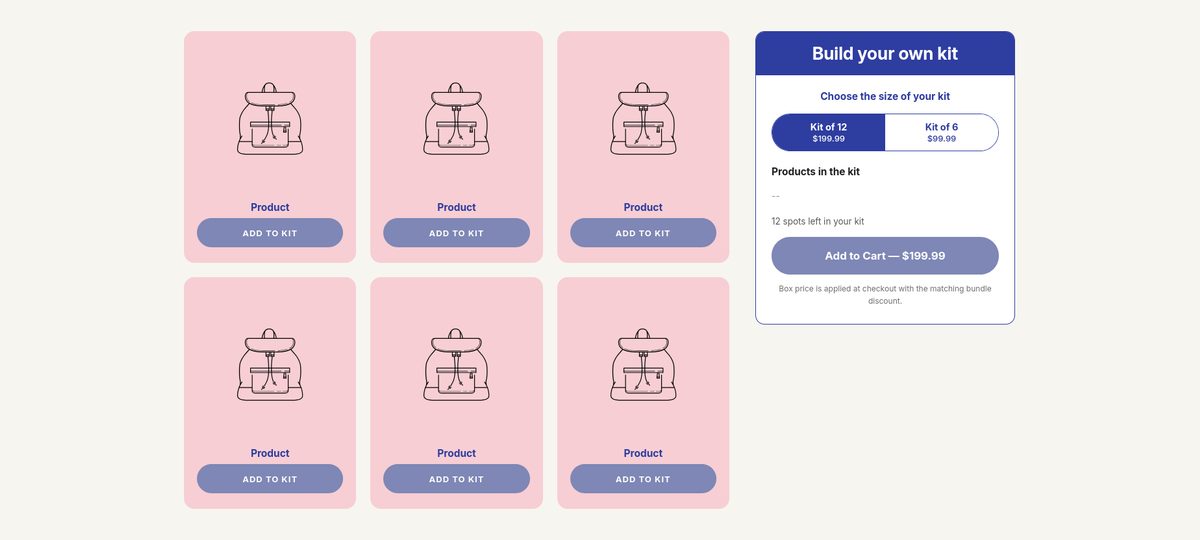 Product
ADD TO KIT
Product
ADD TO KIT
Product
ADD TO KIT
Product
ADD TO KIT
Product
ADD TO KIT
Product
ADD TO KIT
Build your own kit
Choose the size of your kit
Kit of 12
$199.99
Kit of 6
$99.99
Products in the kit
--
12 spots left in your kit
Add to Cart — $199.99
Box price is applied at checkout with the matching bundle
discount.